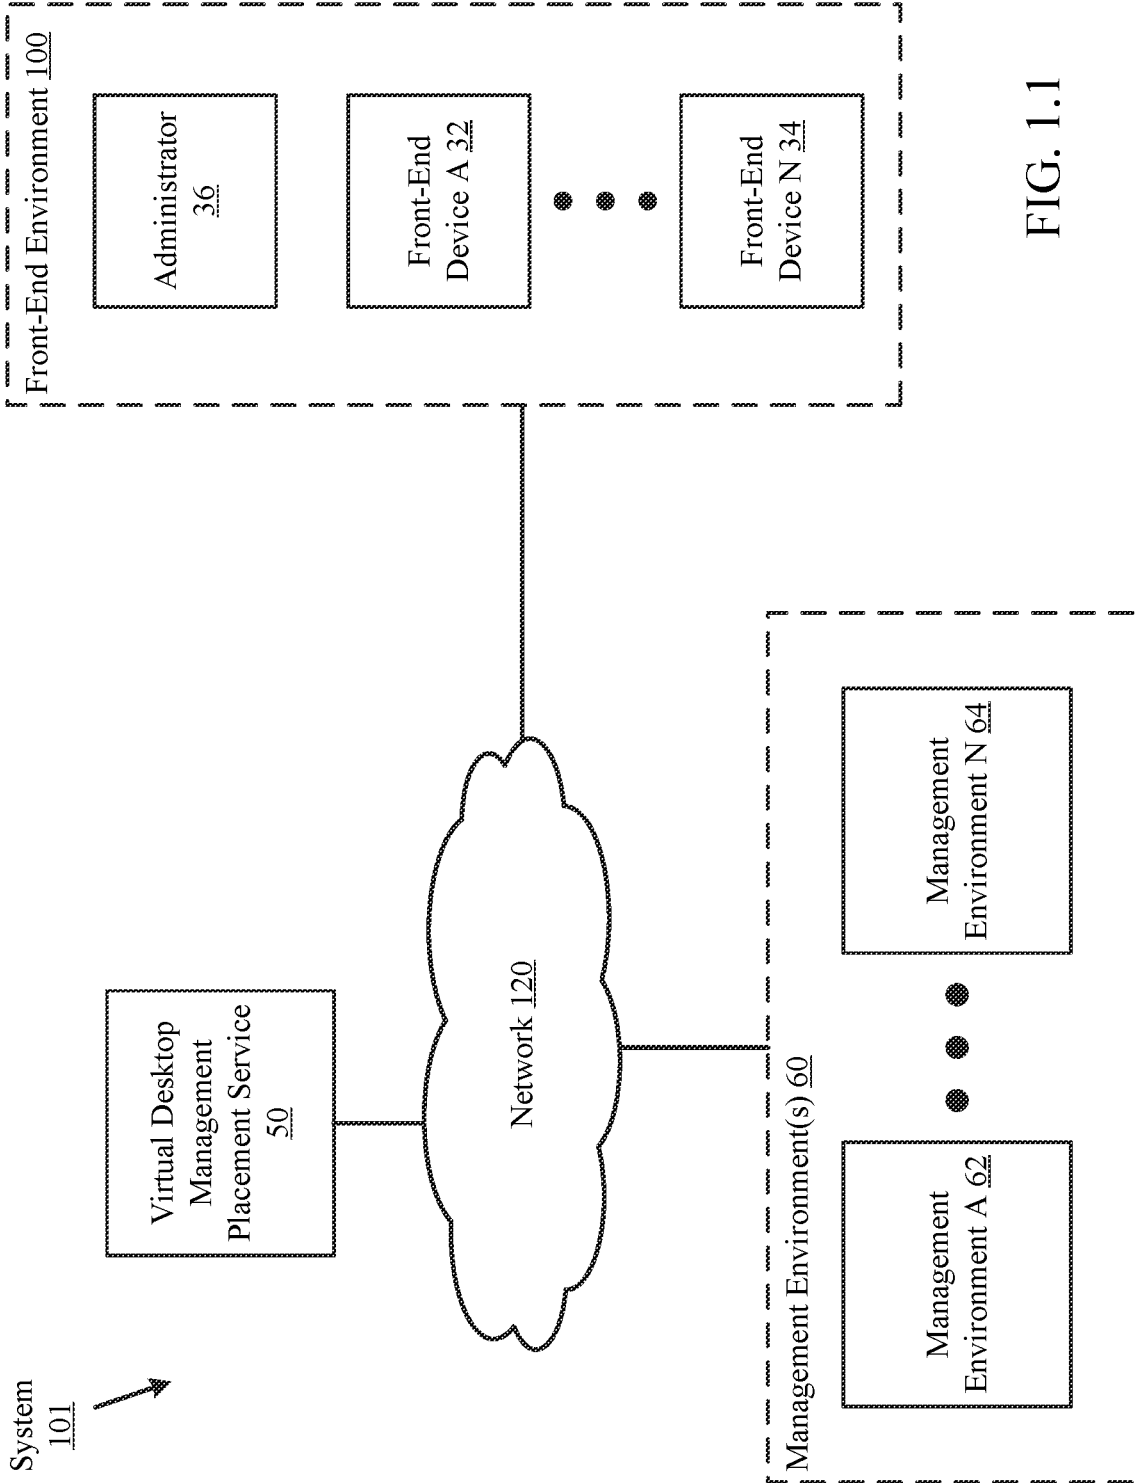 System
101
Virtual Desktop
Management
Placement Service
50
Network 120
Front-End Environment 100
Administrator
36
Front-End
Device A 32
Front-End
Device N 34
Management Environment(s) 60
Management
Environment A 62
Management
Environment N 64
FIG. 1.1